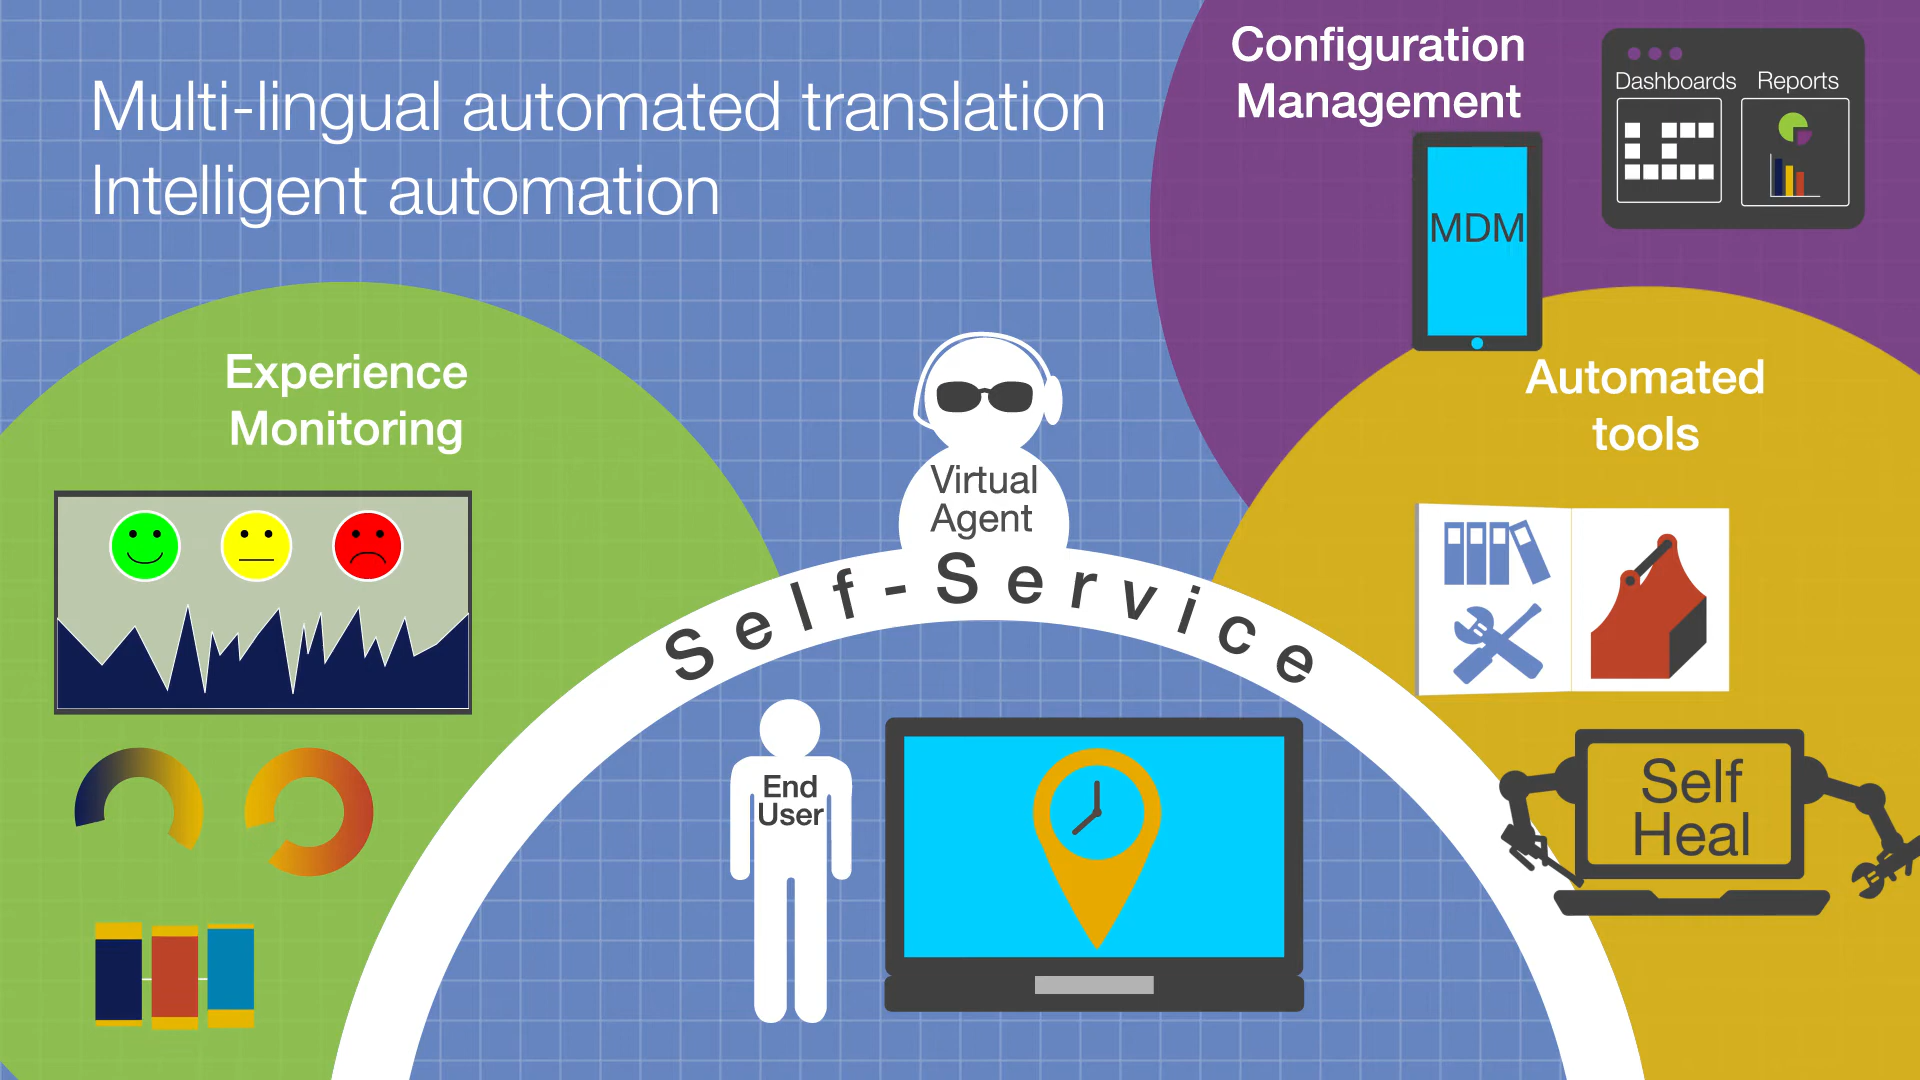 Multi-lingual automated translation
Intelligent automation
Configuration
Management
Dashboards
Reports
MDM
Experience
Monitoring
Automated
tools
Virtual
Agent
Self-Service
End
User
Self
Heal